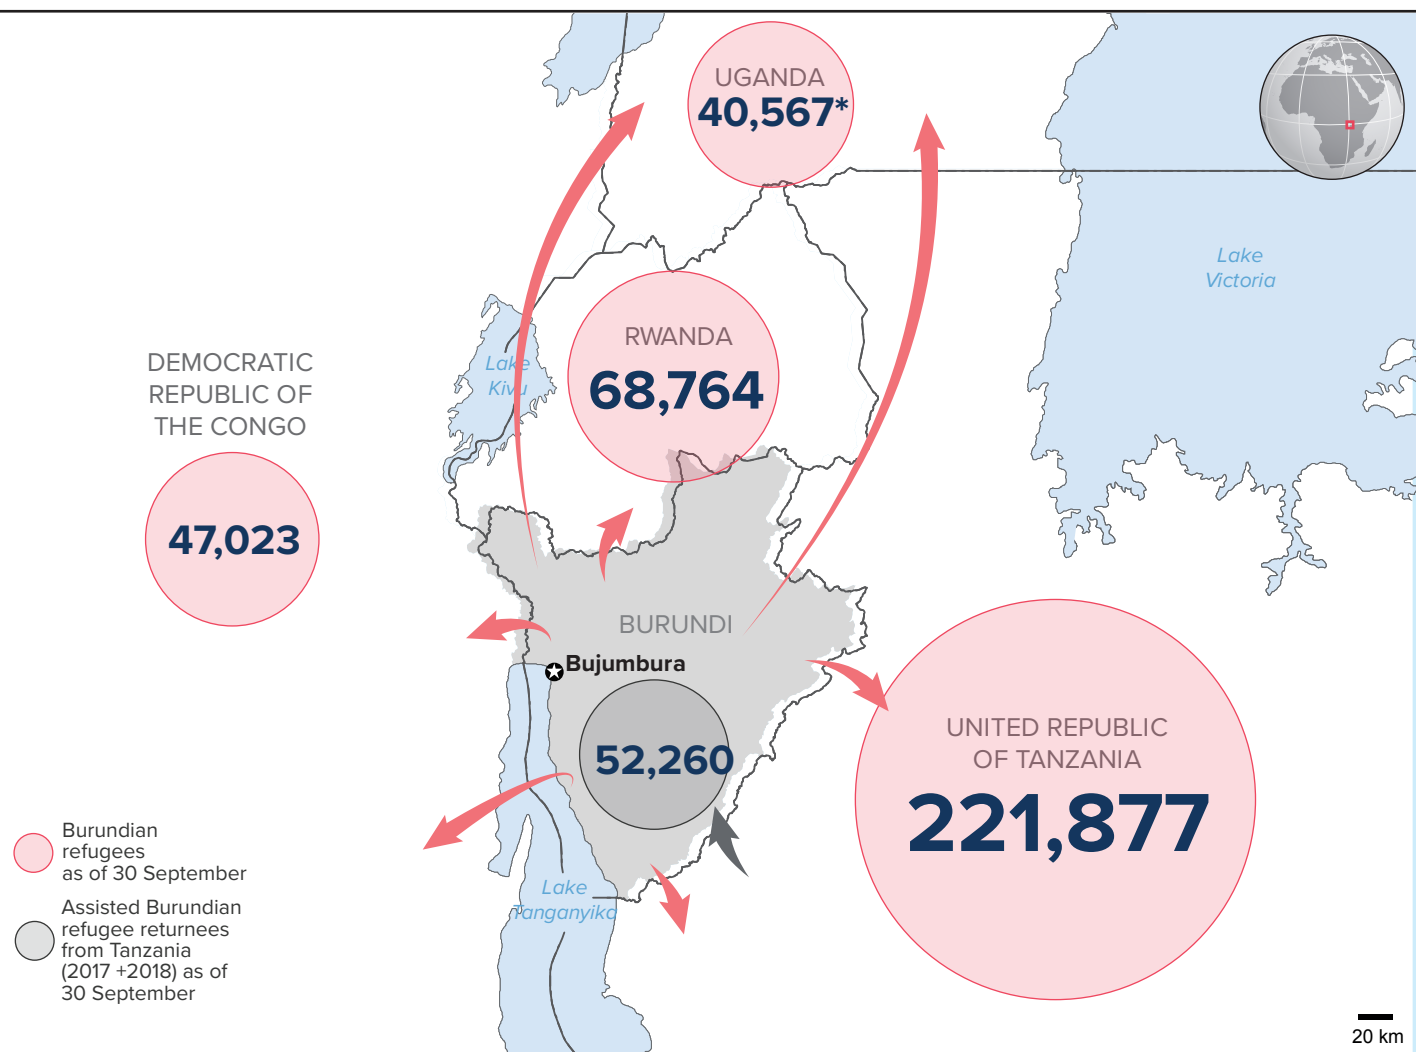 UGANDA
40,567*
Lake
Victoria
RWANDA
68,764
Lake
Kivu
DEMOCRATIC
REPUBLIC OF
THE CONGO
47,023
BURUNDI
Bujumbura
52,260
UNITED REPUBLIC
OF TANZANIA
221,877
Lake
Tanganyika
Burundian
refugees
as of 30 September
Assisted Burundian
refugee returnees
from Tanzania
(2017 +2018) as of
30 September
20 km